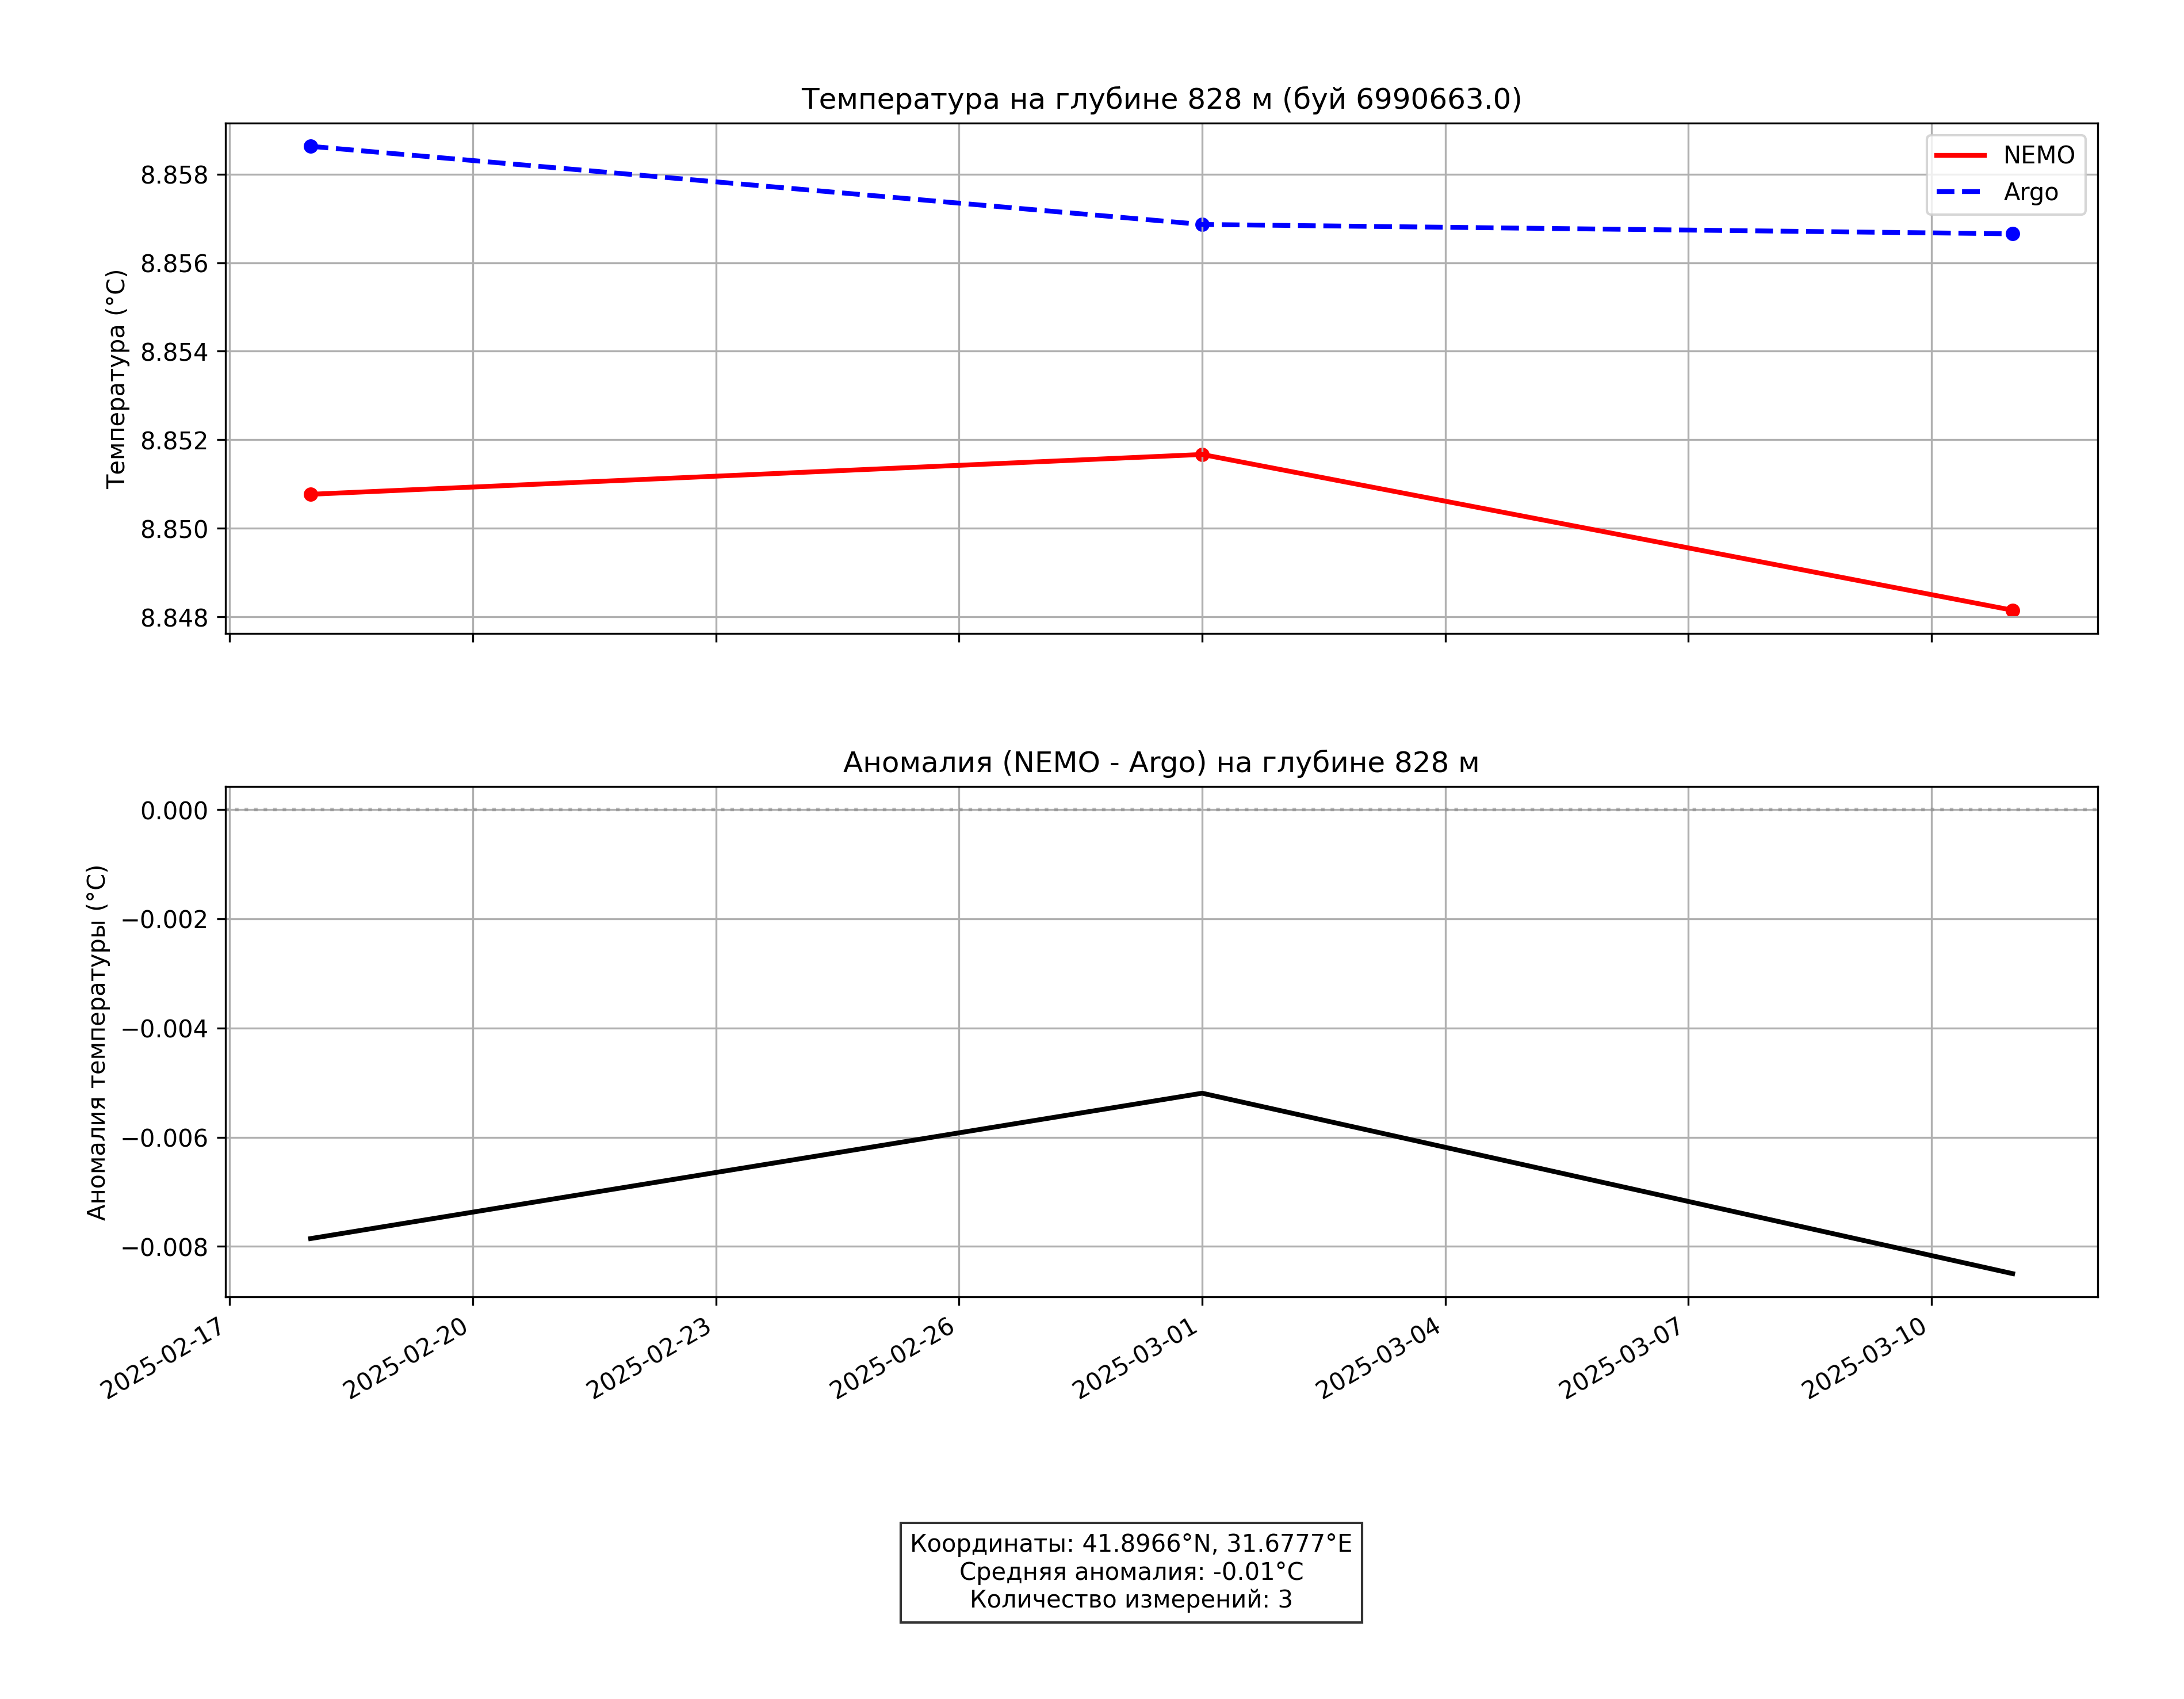 Температура на глубине 828 м (буй 6990663.0)
NEMO
Argo
Температура (°C)
8.858
8.856
8.854
8.852
8.850
8.848
Аномалия (NEMO - Argo) на глубине 828 м
Аномалия температуры (°C)
0.000
−0.002
−0.004
−0.006
−0.008
2025-02-17
2025-02-20
2025-02-23
2025-02-26
2025-03-01
2025-03-04
2025-03-07
2025-03-10
Координаты: 41.8966°N, 31.6777°E
Средняя аномалия: -0.01°C
Количество измерений: 3